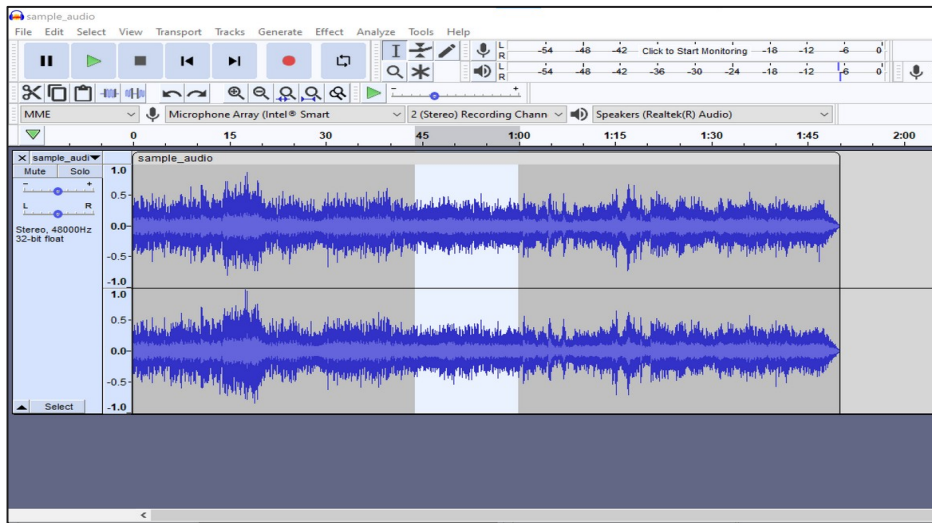 sample_audio
File Edit Select View Transport Tracks Generate Effect Analyze Tools Help
L
R
-54 -48 -42 Click to Start Monitoring -18 -12 -6 0
L
R
-54 -48 -42 -36 -30 -24 -18 -12 -6 0
- +
MME Microphone Array (Intel® Smart 2 (Stereo) Recording Chann Speakers (Realtek(R) Audio)
0 15 30 45 1:00 1:15 1:30 1:45 2:00
X sample_audi sample_audio
Mute Solo
- +
L R
Stereo, 48000Hz
32-bit float
Select
1.0
0.5
0.0
-0.5
-1.0
1.0
0.5
0.0
-0.5
-1.0